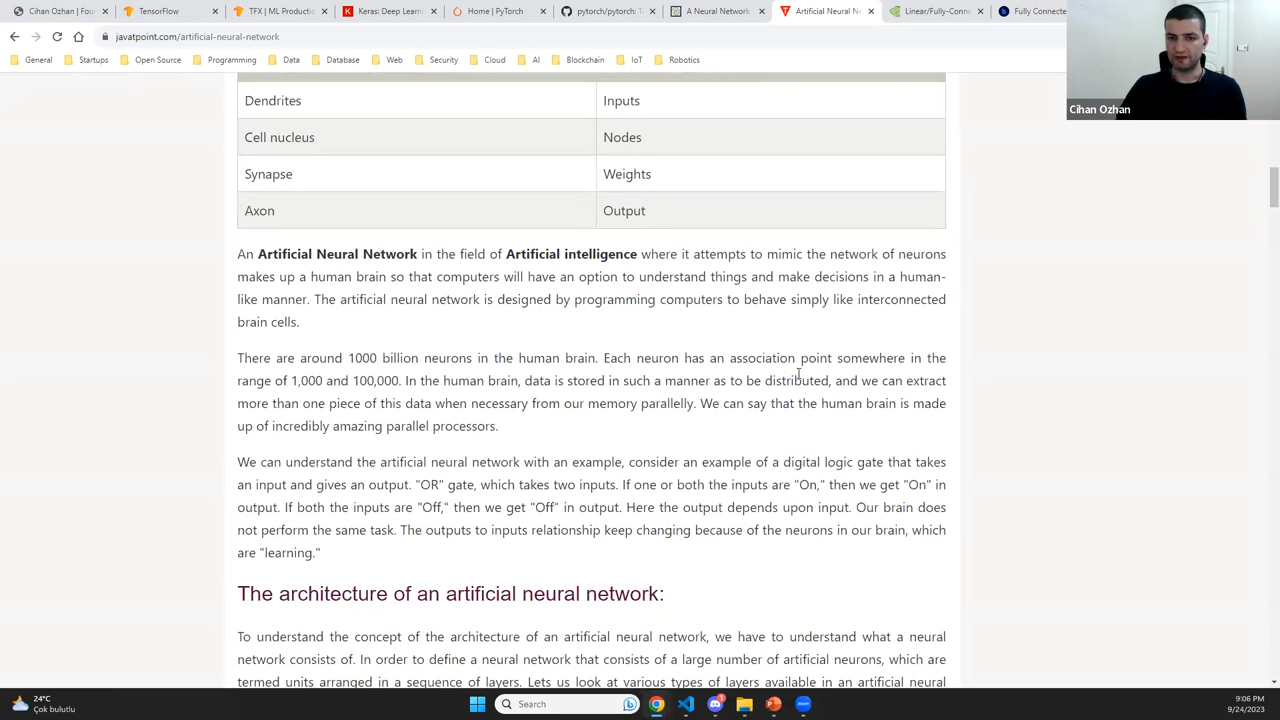 Cihan Ozhan | Foun
TensorFlow
TFX | ML Production
Keras: Deep Learn
Home | PyTorch
pytorch/pytorch: T
A Neural Network
Artificial Neural Ne
Linear/Fully-Conne
Fully Connecte
javatpoint.com/artificial-neural-network
General
Startups
Open Source
Programming
Data
Database
Web
Security
Cloud
AI
Blockchain
IoT
Robotics
Cihan Ozhan
Dendrites Inputs
Cell nucleus Nodes
Synapse Weights
Axon Output
An Artificial Neural Network in the field of Artificial intelligence where it attempts to mimic the network of neurons
makes up a human brain so that computers will have an option to understand things and make decisions in a human-
like manner. The artificial neural network is designed by programming computers to behave simply like interconnected
brain cells.
There are around 1000 billion neurons in the human brain. Each neuron has an association point somewhere in the
range of 1,000 and 100,000. In the human brain, data is stored in such a manner as to be distributed, and we can extract
more than one piece of this data when necessary from our memory parallelly. We can say that the human brain is made
up of incredibly amazing parallel processors.
We can understand the artificial neural network with an example, consider an example of a digital logic gate that takes
an input and gives an output. "OR" gate, which takes two inputs. If one or both the inputs are "On," then we get "On" in
output. If both the inputs are "Off," then we get "Off" in output. Here the output depends upon input. Our brain does
not perform the same task. The outputs to inputs relationship keep changing because of the neurons in our brain, which
are "learning."
The architecture of an artificial neural network:
To understand the concept of the architecture of an artificial neural network, we have to understand what a neural
network consists of. In order to define a neural network that consists of a large number of artificial neurons, which are
termed units arranged in a sequence of layers. Lets us look at various types of layers available in an artificial neural
24°C
Çok bulutlu
Search
9:06 PM
9/24/2023